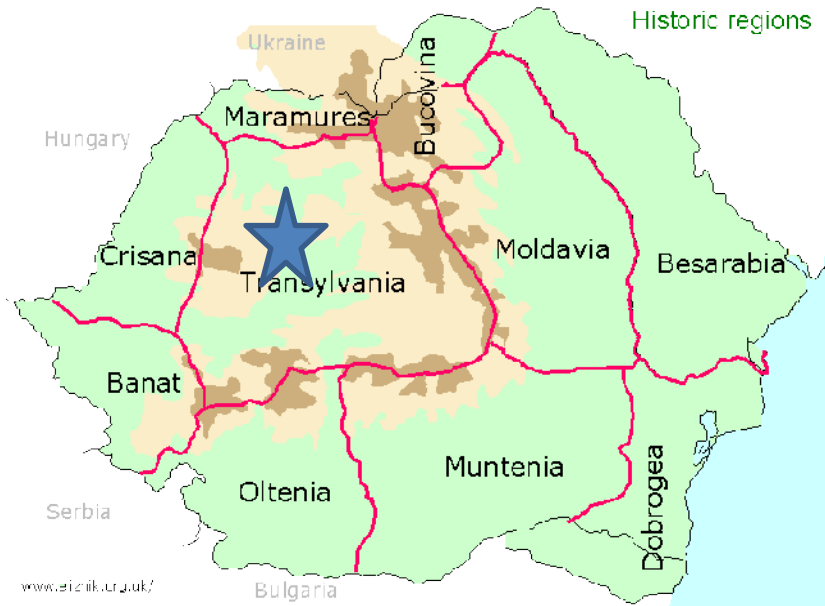 Historic regions
Ukraine
Bucovina
Maramures
Hungary
Crisana
Transylvania
Moldavia
Besarabia
Banat
Oltenia
Muntenia
Dobrogea
Serbia
Bulgaria